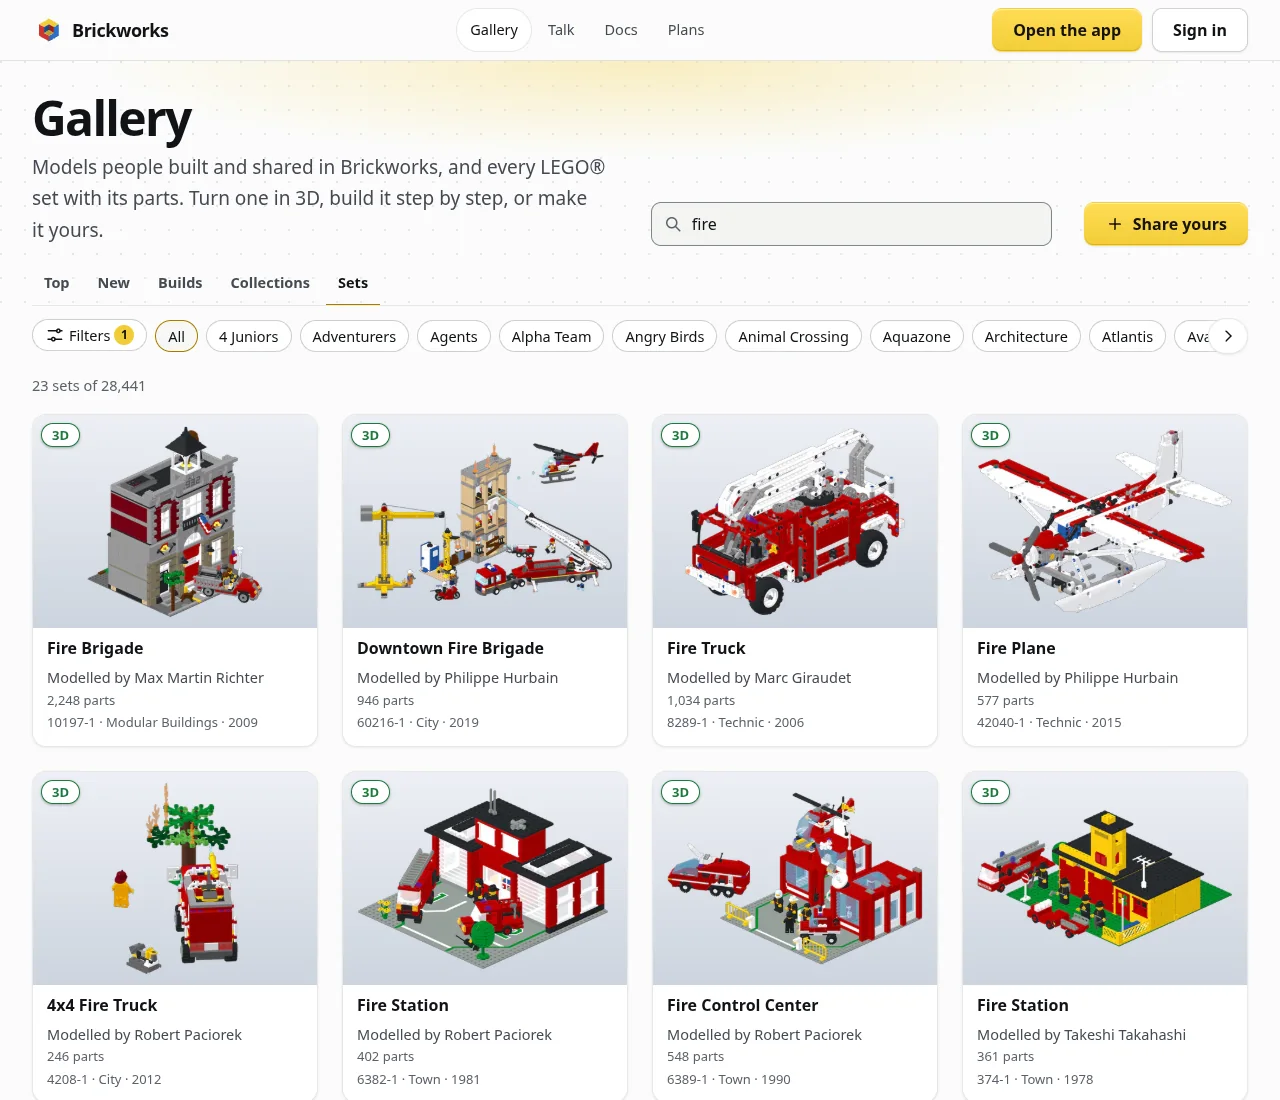 Brickworks
Gallery
Talk
Docs
Plans
Open the app
Sign in
Gallery
Models people built and shared in Brickworks, and every LEGO®
set with its parts. Turn one in 3D, build it step by step, or make
it yours.
fire
Share yours
Top
New
Builds
Collections
Sets
Filters 1
All
4 Juniors
Adventurers
Agents
Alpha Team
Angry Birds
Animal Crossing
Aquazone
Architecture
Atlantis
23 sets of 28,441
3D
Fire Brigade
Modelled by Max Martin Richter
2,248 parts
10197-1 · Modular Buildings · 2009
3D
Downtown Fire Brigade
Modelled by Philippe Hurbain
946 parts
60216-1 · City · 2019
3D
Fire Truck
Modelled by Marc Giraudet
1,034 parts
8289-1 · Technic · 2006
3D
Fire Plane
Modelled by Philippe Hurbain
577 parts
42040-1 · Technic · 2015
3D
4x4 Fire Truck
Modelled by Robert Paciorek
246 parts
4208-1 · City · 2012
3D
Fire Station
Modelled by Robert Paciorek
402 parts
6382-1 · Town · 1981
3D
Fire Control Center
Modelled by Robert Paciorek
548 parts
6389-1 · Town · 1990
3D
Fire Station
Modelled by Takeshi Takahashi
361 parts
374-1 · Town · 1978